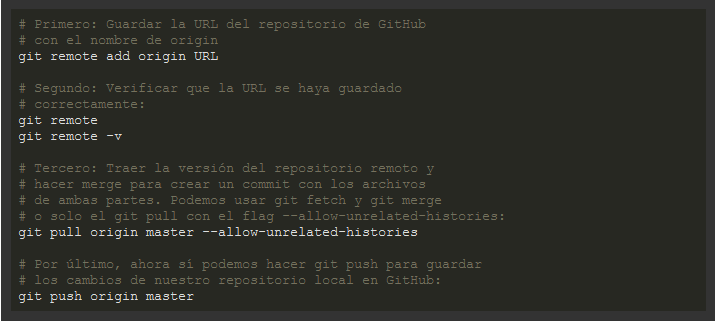 # Primero: Guardar la URL del repositorio de GitHub
# con el nombre de origin
git remote add origin URL
# Segundo: Verificar que la URL se haya guardado
# correctamente:
git remote
git remote -v
# Tercero: Traer la versión del repositorio remoto y
# hacer merge para crear un commit con los archivos
# de ambas partes. Podemos usar git fetch y git merge
# o solo el git pull con el flag --allow-unrelated-histories:
git pull origin master --allow-unrelated-histories
# Por último, ahora sí podemos hacer git push para guardar
# los cambios de nuestro repositorio local en GitHub:
git push origin master